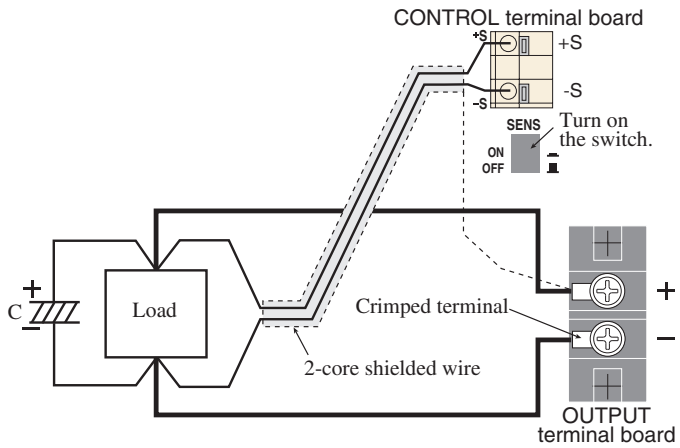 CONTROL terminal board
+S
+S
-S
−S
SENS
Turn on
the switch.
ON
OFF
+
C
−
Load
Crimped terminal
+
−
2-core shielded wire
OUTPUT
terminal board